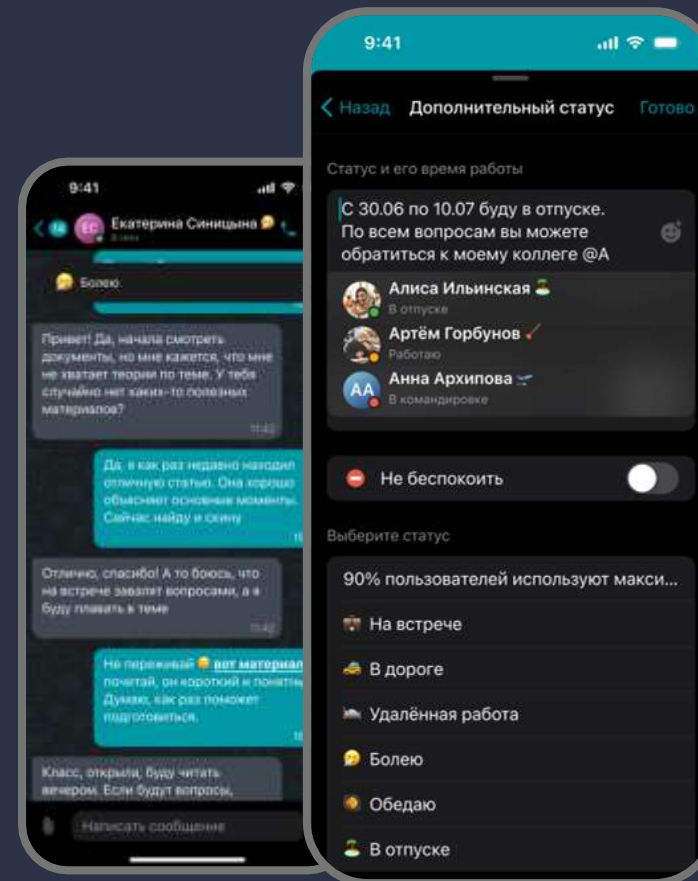 9:41
Екатерина Синицына
Болею
Привет! Да, начала смотреть
документы, но мне кажется, что мне
не хватает теории по теме. У тебя
случайно нет каких-то полезных
материалов?
11:42
Да, я как раз недавно находил
отличную статью. Она хорошо
объясняет основные моменты.
Сейчас найду и скину
Отлично, спасибо! А то боюсь, что
на встрече завалят вопросами, а я
буду плавать в теме
11:42
Не переживай вот материал
почитай, он короткий и
Думаю, как раз поможет
подготовиться.
Класс, открыла, буду читать
вечером. Если будут вопросы,
Написать сообщение
9:41
Назад Дополнительный статус Готово
Статус и его время работы
С 30.06 по 10.07 буду в отпуске.
По всем вопросам вы можете
обратиться к моему коллеге @А
Алиса Ильинская
В отпуске
Артём Горбунов
Работаю
АА
Анна Архипова
В командировке
Не беспокоить
Выберите статус
90% пользователей используют макси...
На встрече
В дороге
Удалённая работа
Болею
Обедаю
В отпуске